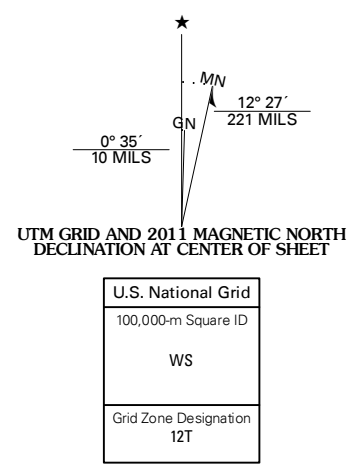 ★
MN
GN
12° 27´
221 MILS
0° 35´
10 MILS
UTM GRID AND 2011 MAGNETIC NORTH
DECLINATION AT CENTER OF SHEET
U.S. National Grid
100,000-m Square ID
WS
Grid Zone Designation
12T